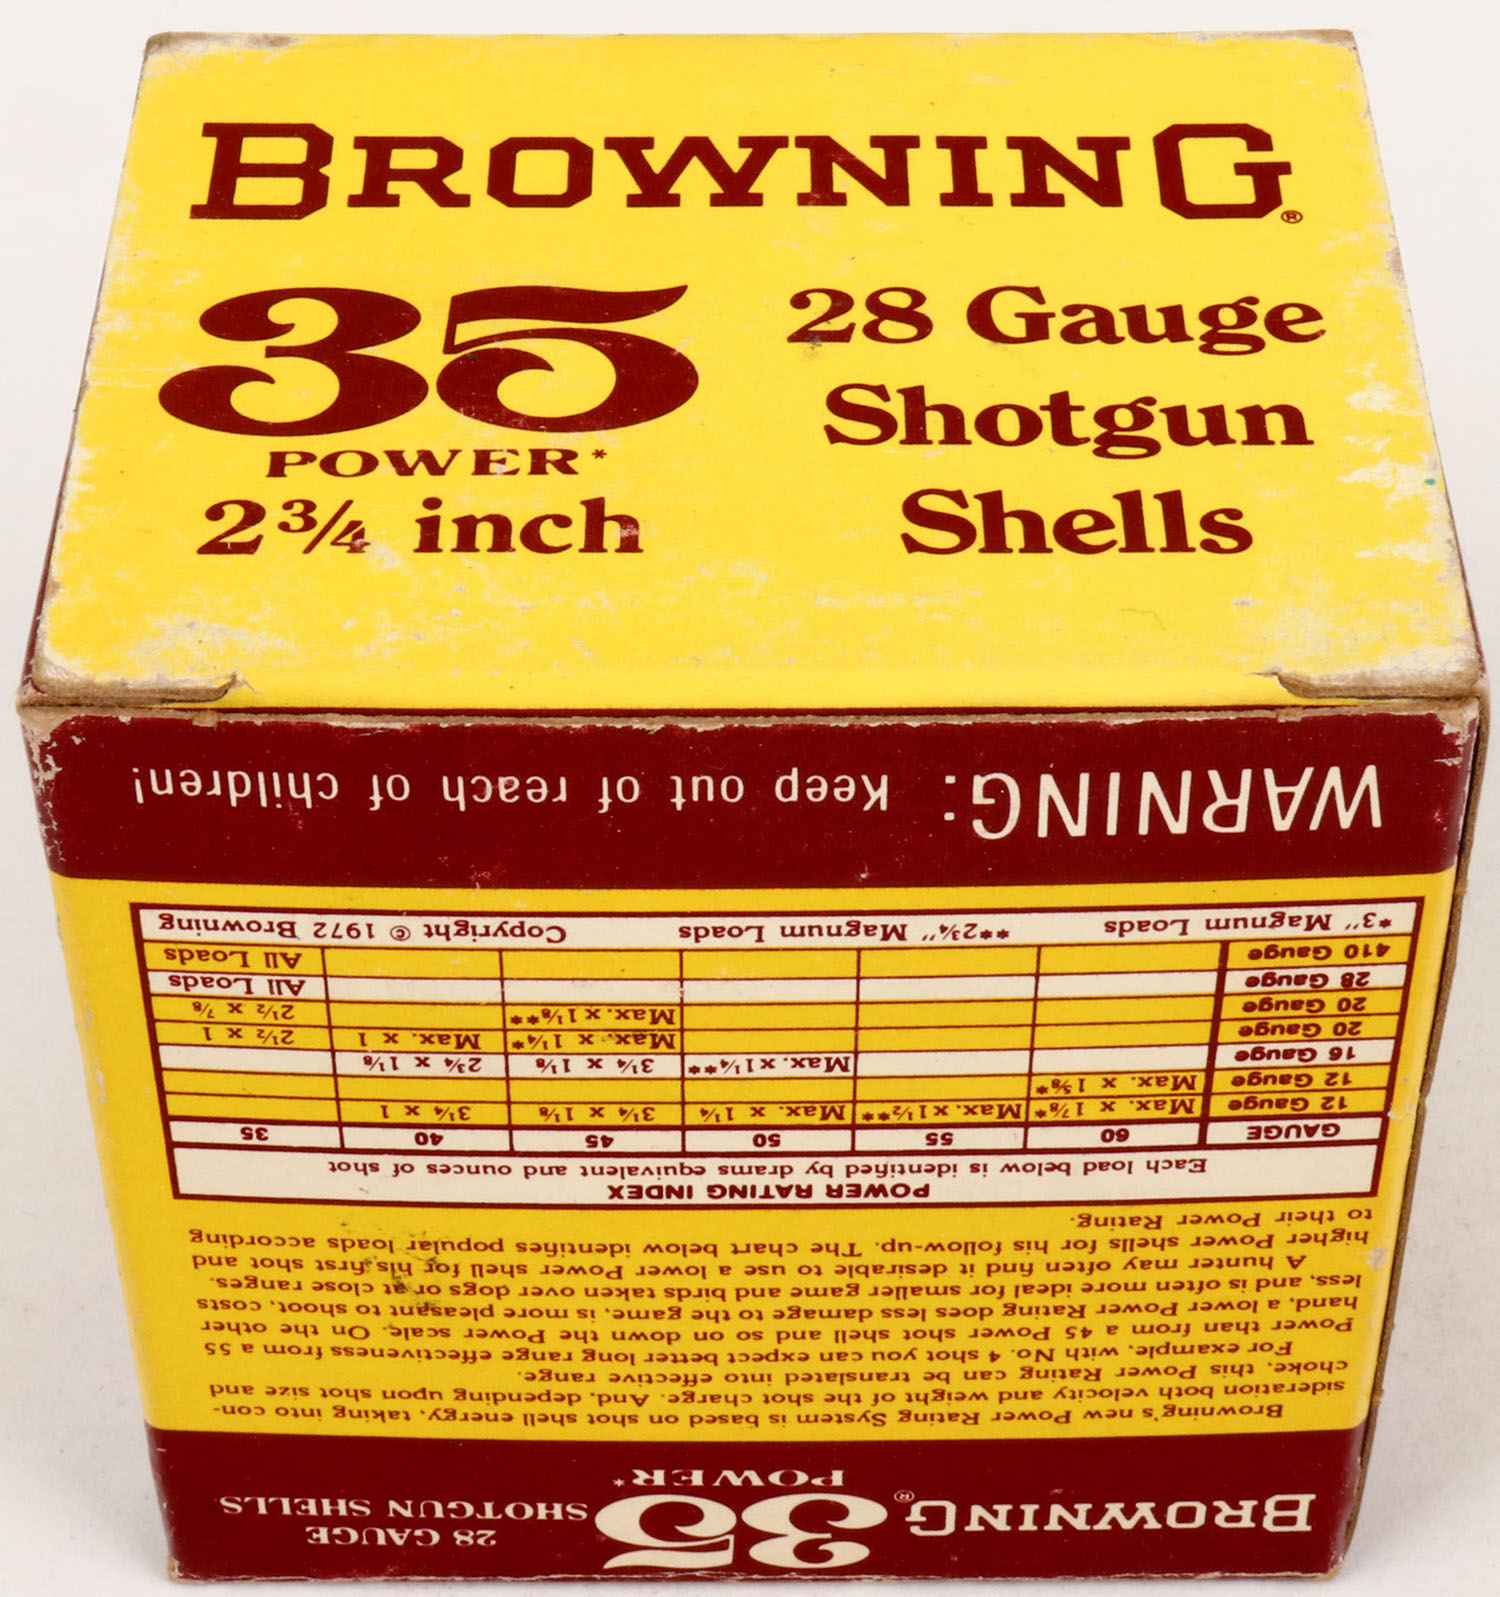 BROWNING®
35
POWER*
2¾ inch
28 Gauge
Shotgun
Shells
BROWNING®
35
POWER*
28 GAUGE
SHOTGUN SHELLS
Browning's new Power Rating System is based on shot shell energy, taking into con-
sideration both velocity and weight of the shot charge. And, depending upon shot size and
choke, this Power Rating can be translated into effective range.
For example, with No. 4 shot you can expect better long range effectiveness from a 55
Power than from a 45 Power shot shell and so on down the Power scale. On the other
hand, a lower Power Rating does less damage to the game, is more pleasant to shoot, costs
less, and is often more ideal for smaller game and birds taken over dogs or at close ranges.
A hunter may often find it desirable to use a lower Power shell for his first shot and
higher Power shells for his follow-up. The chart below identifies popular loads according
to their Power Rating.
POWER RATING INDEX
Each load below is identified by drams equivalent and ounces of shot
GAUGE 60 55 50 45 40 35
12 Gauge Max. x 1⅞* Max. x 1½** Max. x 1¼ 3¼ x 1⅛ 3¼ x 1
12 Gauge Max. x 1⅝*
16 Gauge Max. x 1¼** 3¼ x 1⅛ 2¾ x 1⅛
20 Gauge Max. x 1¼* Max. x 1 2½ x 1
20 Gauge Max. x 1⅛** 2½ x ⅞
28 Gauge All Loads
410 Gauge All Loads
*3" Magnum Loads **2¾" Magnum Loads Copyright © 1972 Browning
WARNING: Keep out of reach of children!